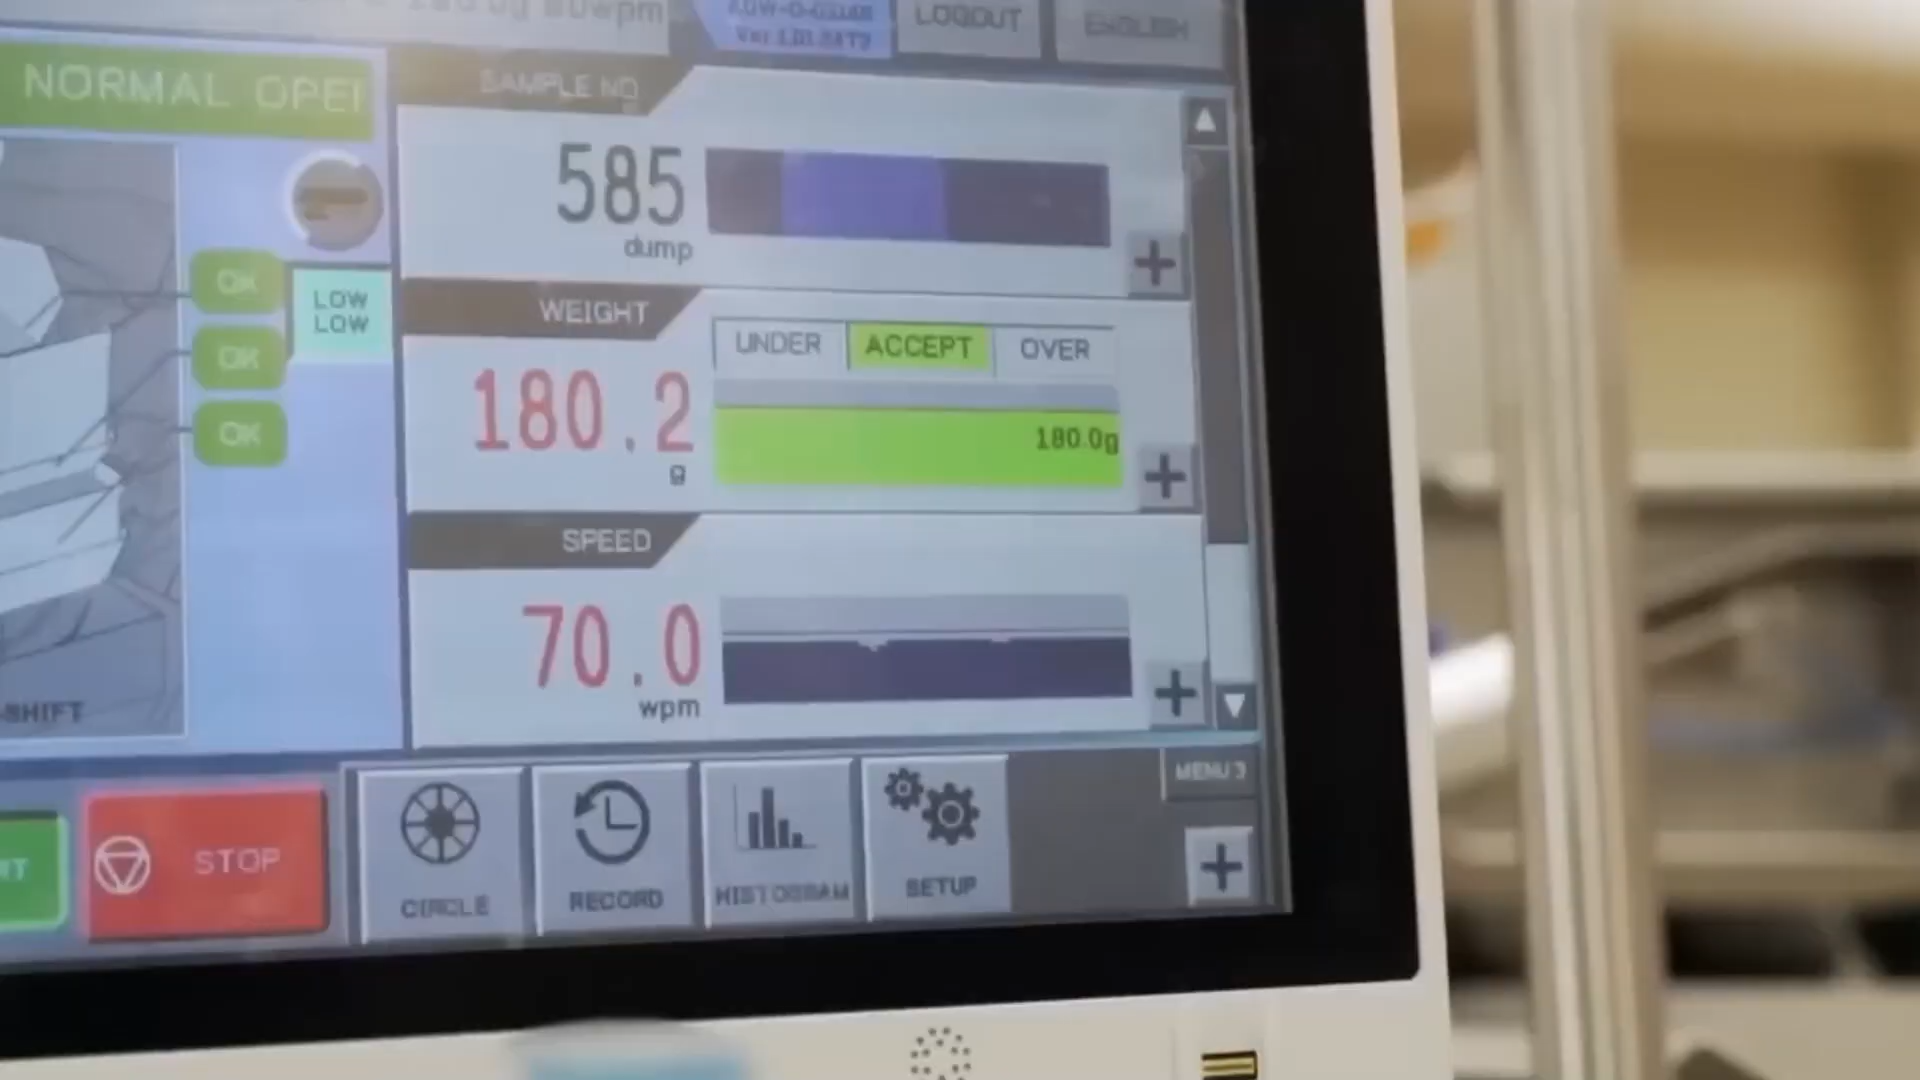 LOGOUT
ENGLISH
NORMAL OPE
SAMPLE NO
585
dump
OK
LOW
LOW
OK
OK
WEIGHT
UNDER
ACCEPT
OVER
180.2
g
180.0g
SPEED
70.0
wpm
-SHIFT
MENU
STOP
CIRCLE
RECORD
HISTOGRAM
SETUP